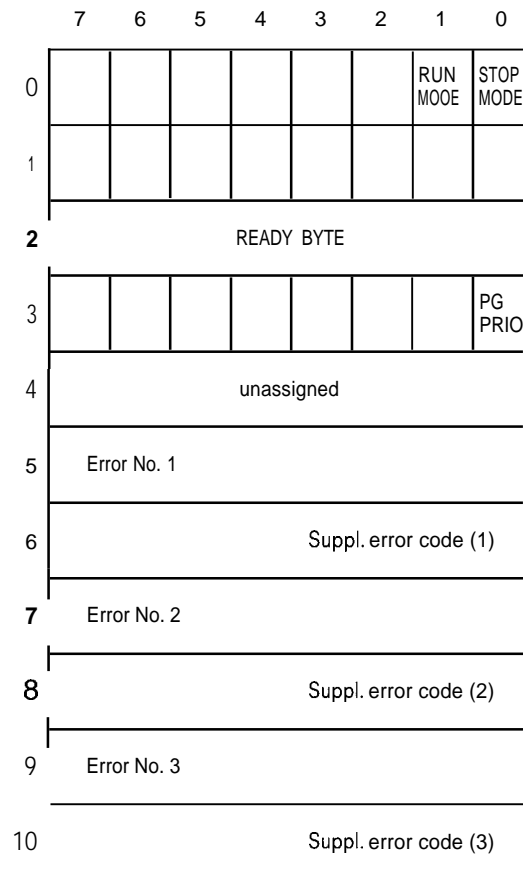 7 6 5 4 3 2 1 0
0 RUN STOP
MOOE MODE
1
2 READY BYTE
3 PG
PRIO
4 unassigned
5 Error No. 1
6 Suppl. error code (1)
7 Error No. 2
8 Suppl. error code (2)
9 Error No. 3
10 Suppl. error code (3)